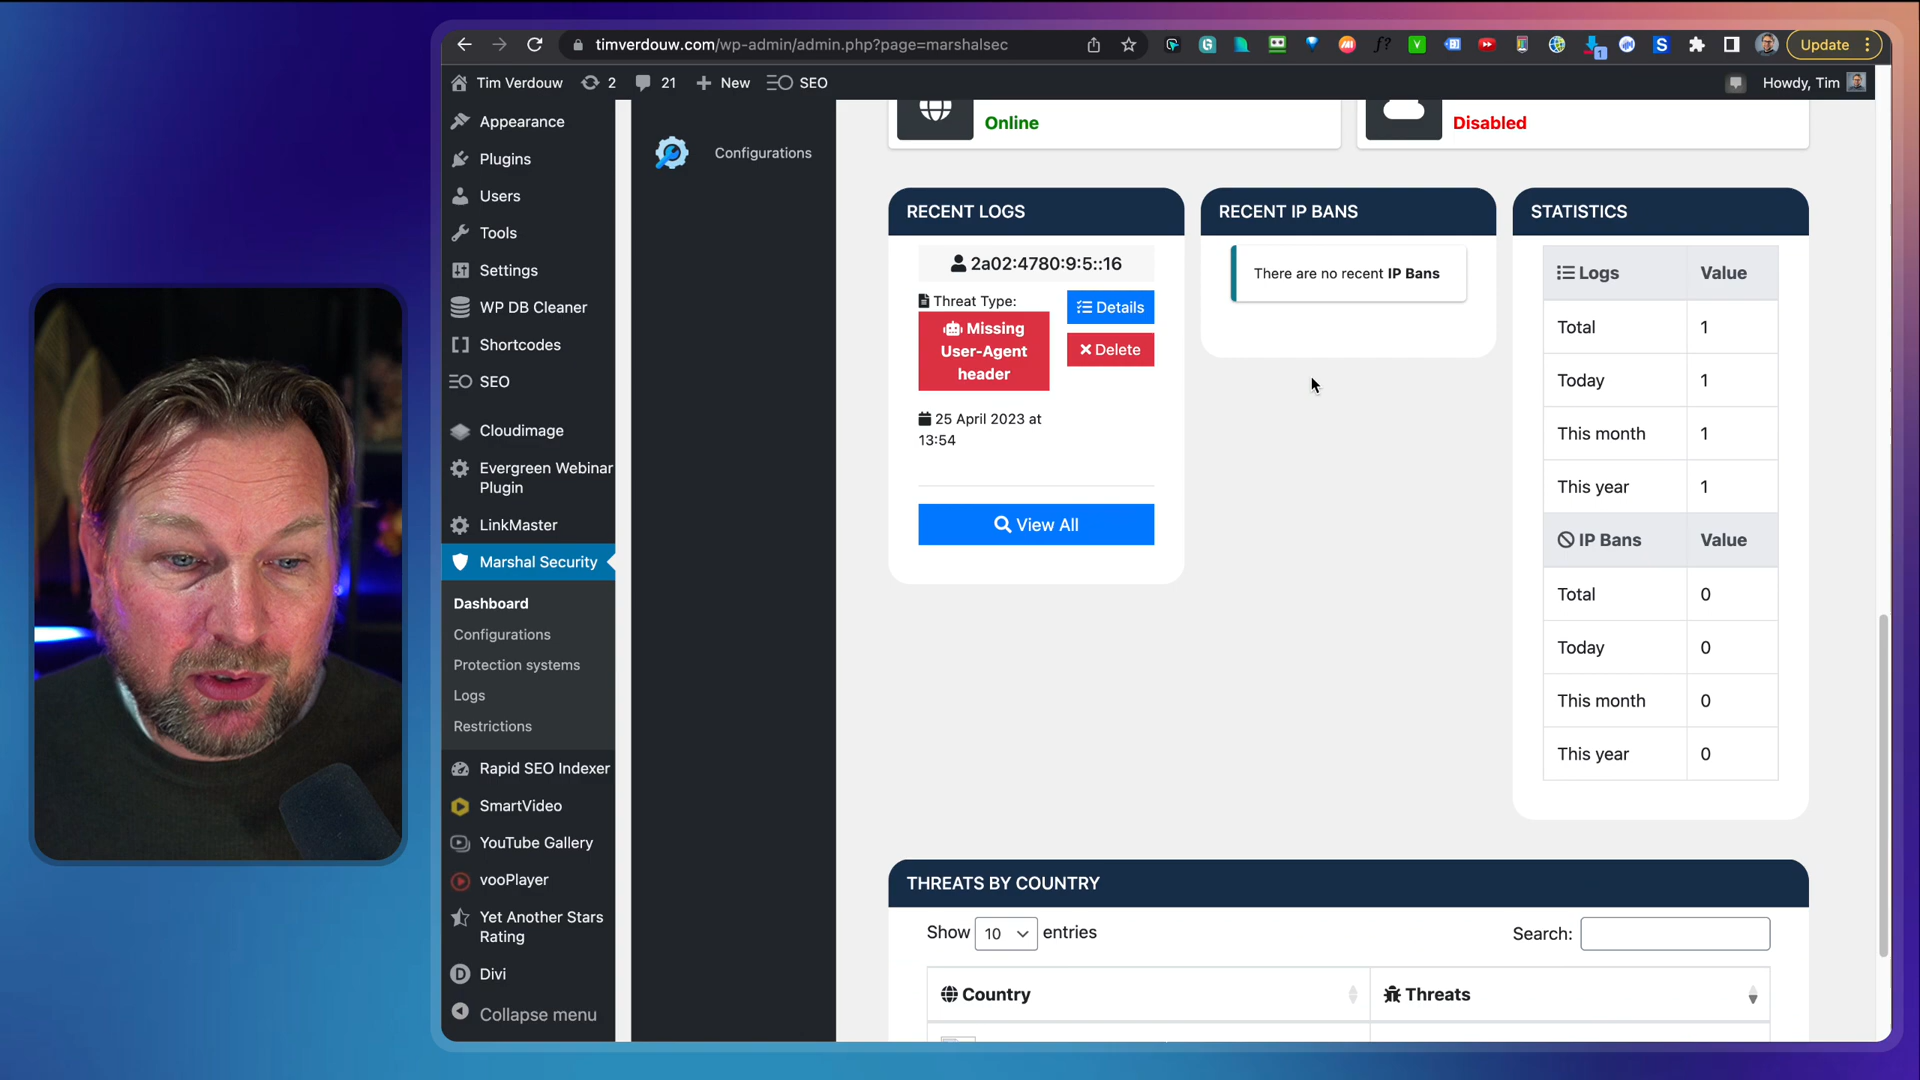 timverdouw.com/wp-admin/admin.php?page=marshalsec
Update
Tim Verdouw
2
21
New
SEO
Howdy, Tim
Appearance
Plugins
Users
Tools
Settings
WP DB Cleaner
Shortcodes
SEO
Cloudimage
Evergreen Webinar
Plugin
LinkMaster
Marshal Security
Dashboard
Configurations
Protection systems
Logs
Restrictions
Rapid SEO Indexer
SmartVideo
YouTube Gallery
vooPlayer
Yet Another Stars
Rating
Divi
Collapse menu
Configurations
Online
Disabled
RECENT LOGS
2a02:4780:9:5::16
Threat Type:
Missing
User-Agent
header
Details
Delete
25 April 2023 at
13:54
View All
RECENT IP BANS
There are no recent IP Bans
STATISTICS
Logs Value
Total 1
Today 1
This month 1
This year 1
IP Bans Value
Total 0
Today 0
This month 0
This year 0
THREATS BY COUNTRY
Show 10 entries
Search:
Country
Threats